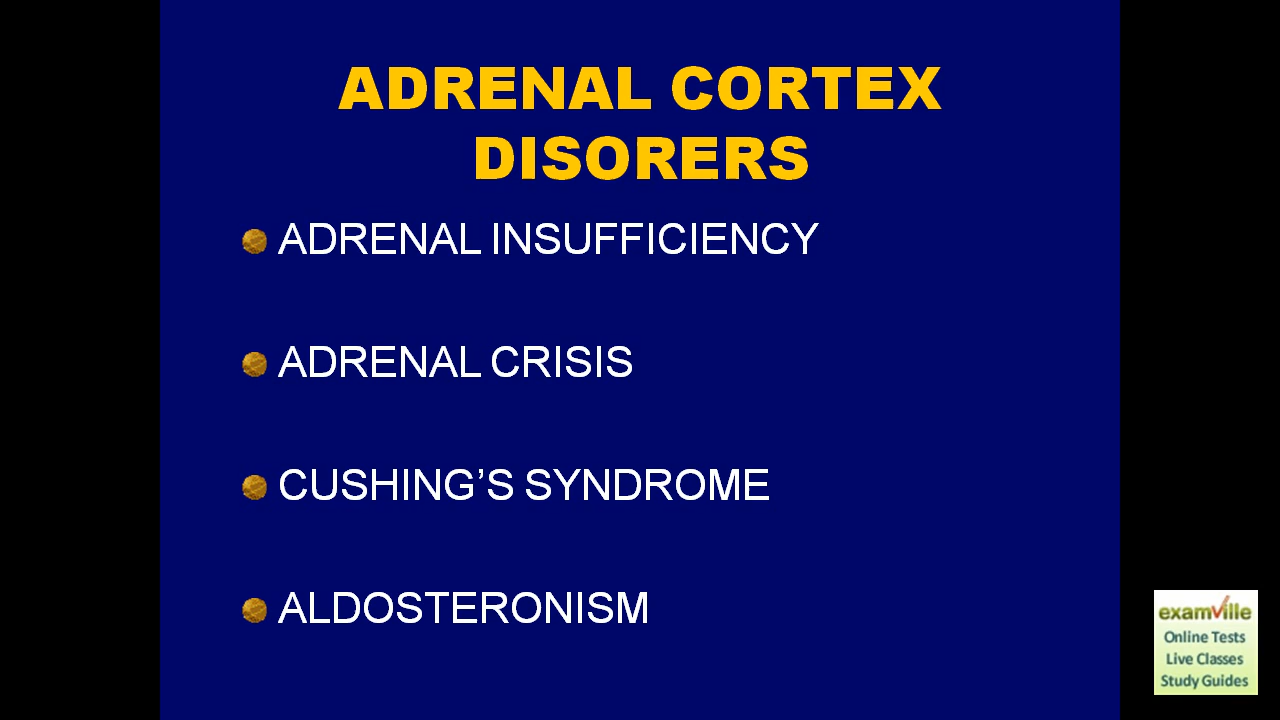 ADRENAL CORTEX
DISORERS
ADRENAL INSUFFICIENCY
ADRENAL CRISIS
CUSHING’S SYNDROME
ALDOSTERONISM
examville
Online Tests
Live Classes
Study Guides